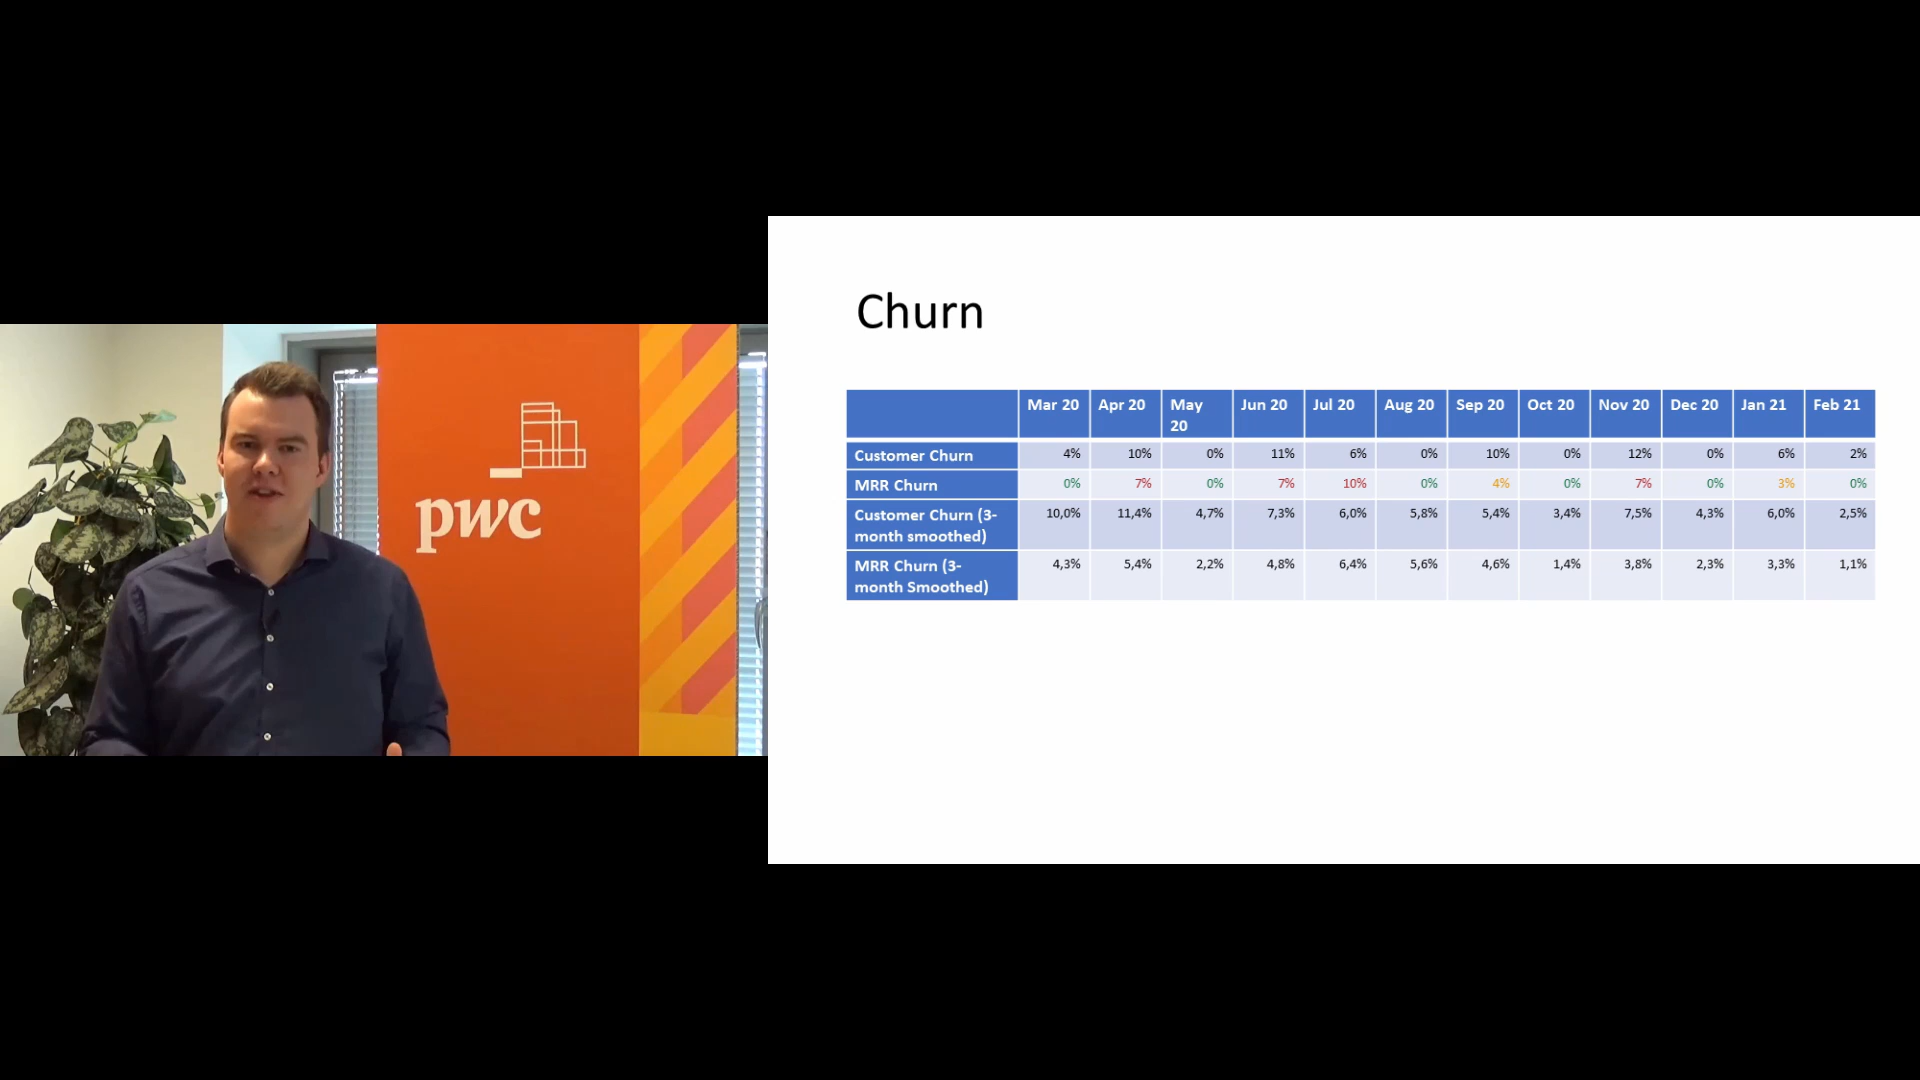 pwc
Churn
Mar 20 Apr 20 May 20 Jun 20 Jul 20 Aug 20 Sep 20 Oct 20 Nov 20 Dec 20 Jan 21 Feb 21
Customer Churn 4% 10% 0% 11% 6% 0% 10% 0% 12% 0% 6% 2%
MRR Churn 0% 7% 0% 7% 10% 0% 4% 0% 7% 0% 3% 0%
Customer Churn (3-month smoothed) 10,0% 11,4% 4,7% 7,3% 6,0% 5,8% 5,4% 3,4% 7,5% 4,3% 6,0% 2,5%
MRR Churn (3-month Smoothed) 4,3% 5,4% 2,2% 4,8% 6,4% 5,6% 4,6% 1,4% 3,8% 2,3% 3,3% 1,1%